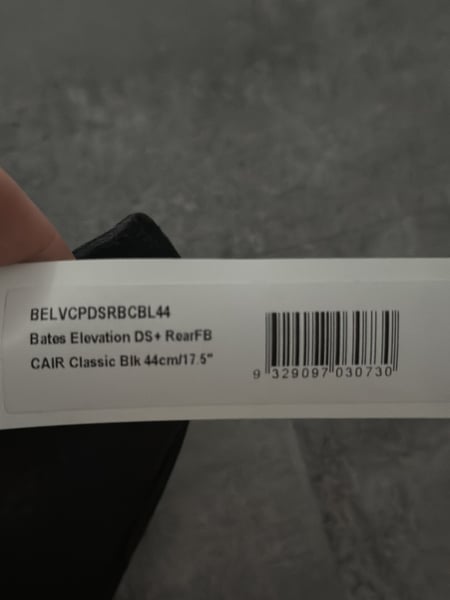 BELVCPDSRBCBL44
Bates Elevation DS+ RearFB
CAIR Classic Blk 44cm/17.5"
9 329097 030730